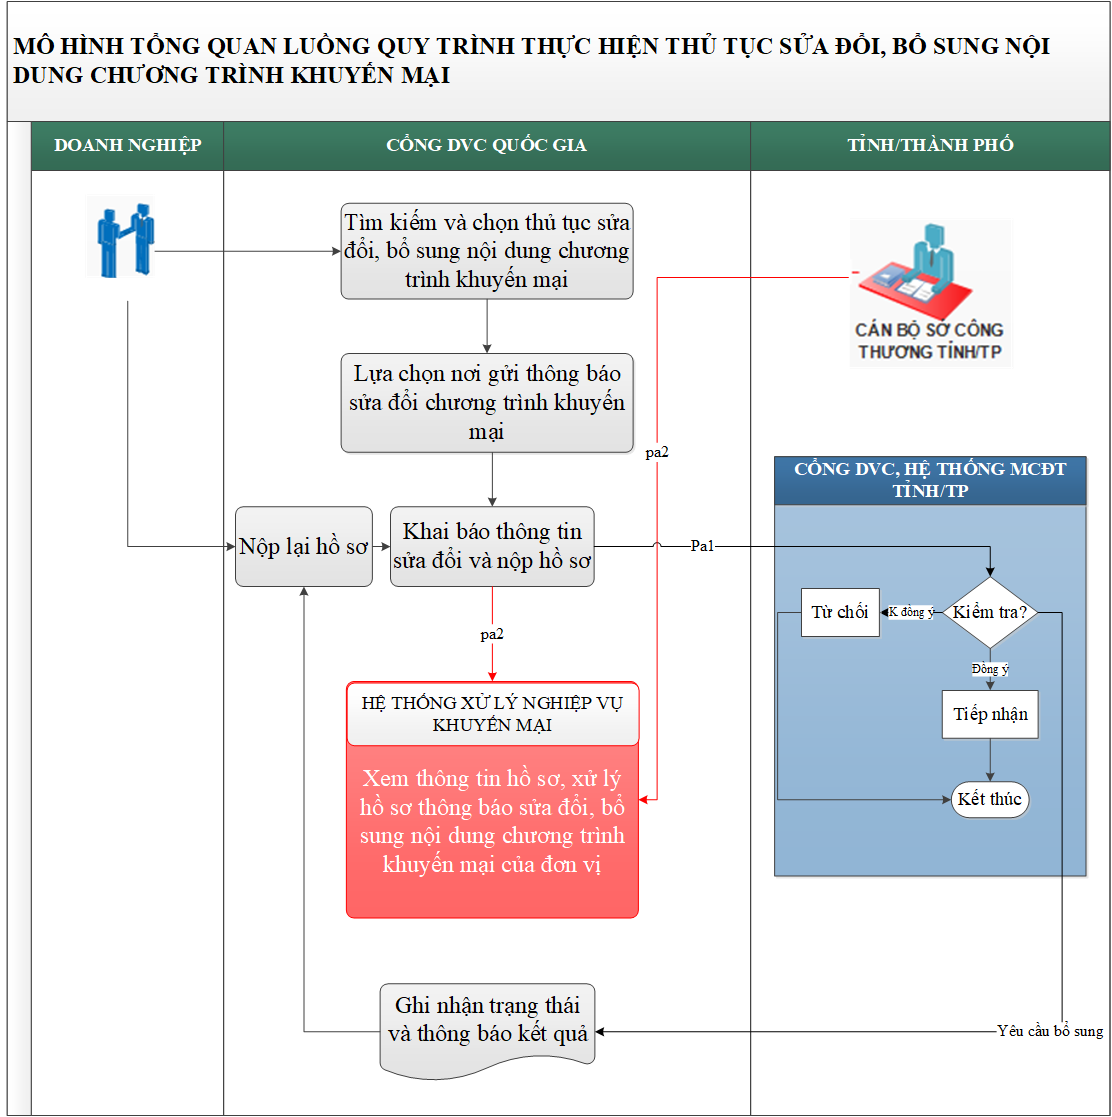 MÔ HÌNH TỔNG QUAN LUỒNG QUY TRÌNH THỰC HIỆN THỦ TỤC SỬA ĐỔI, BỔ SUNG NỘI
DUNG CHƯƠNG TRÌNH KHUYẾN MẠI
DOANH NGHIỆP
CỔNG DVC QUỐC GIA
TỈNH/THÀNH PHỐ
Tìm kiếm và chọn thủ tục sửa
đổi, bổ sung nội dung chương
trình khuyến mại
CÁN BỘ SỞ CÔNG
THƯƠNG TỈNH/TP
Lựa chọn nơi gửi thông báo
sửa đổi chương trình khuyến
mại
pa2
CỔNG DVC, HỆ THỐNG MCĐT
TỈNH/TP
Nộp lại hồ sơ
Khai báo thông tin
sửa đổi và nộp hồ sơ
Pa1
Từ chối
K đồng ý
Kiểm tra?
pa2
Đồng ý
HỆ THỐNG XỬ LÝ NGHIỆP VỤ
KHUYẾN MẠI
Tiếp nhận
Xem thông tin hồ sơ, xử lý
hồ sơ thông báo sửa đổi, bổ
sung nội dung chương trình
khuyến mại của đơn vị
Kết thúc
Ghi nhận trạng thái
và thông báo kết quả
Yêu cầu bổ sung